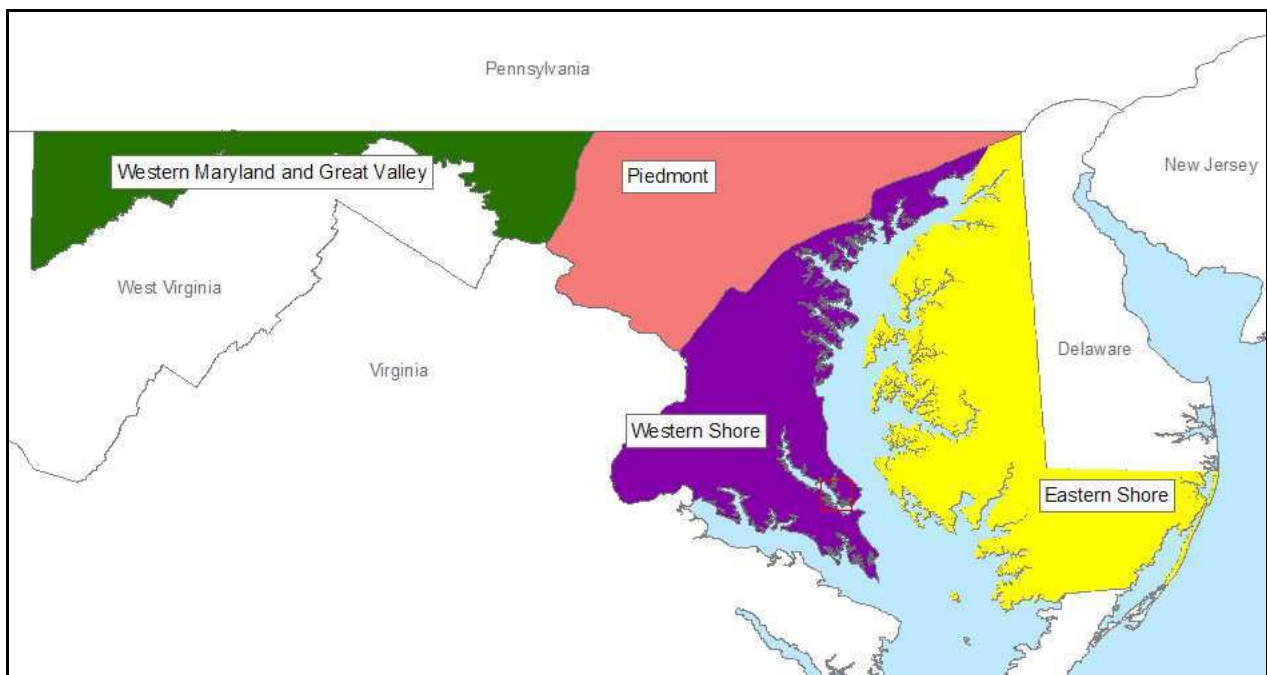 Pennsylvania
Western Maryland and Great Valley
Piedmont
New Jersey
West Virginia
Virginia
Delaware
Western Shore
Eastern Shore